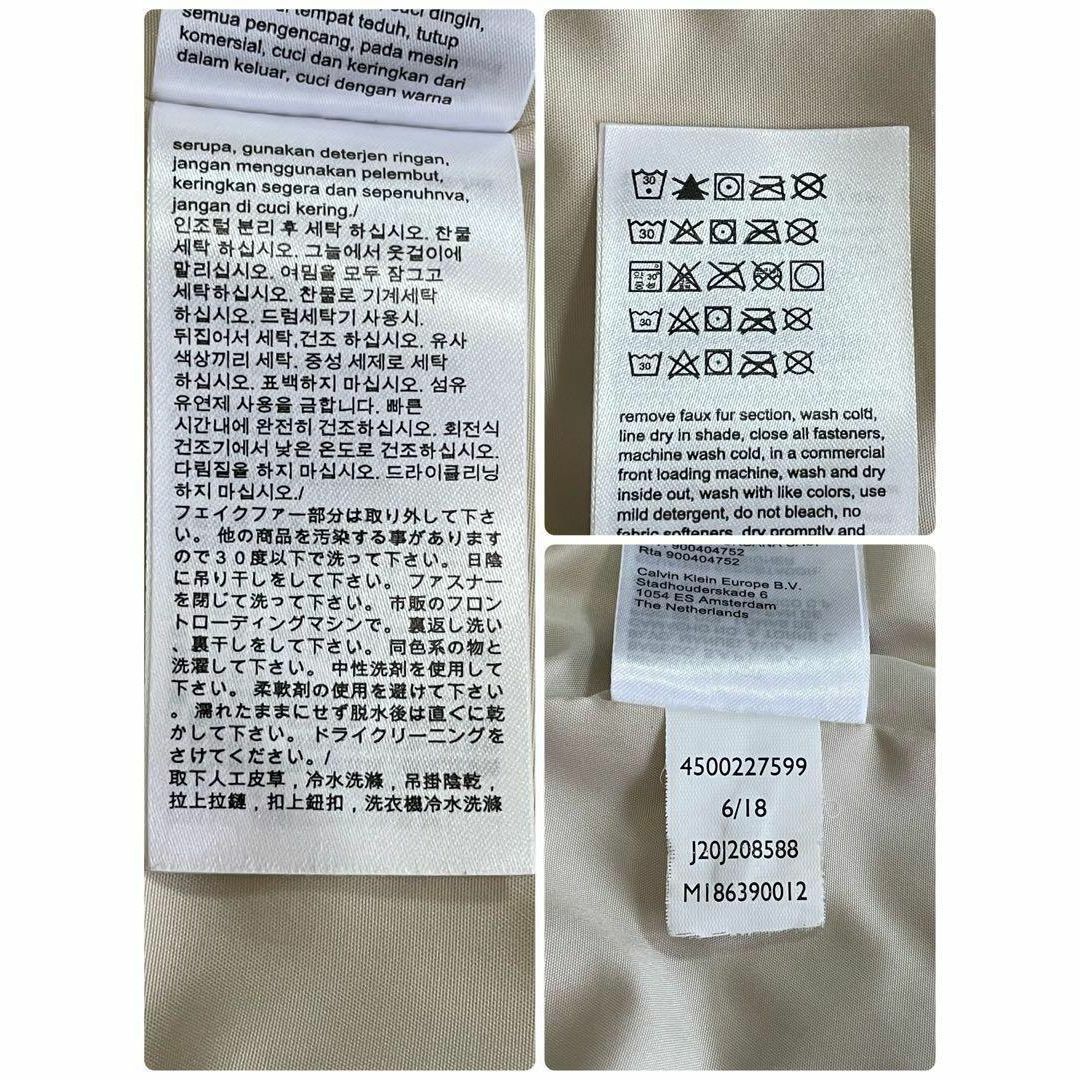 cuci dingin,
di tempat teduh, tutup
semua pengencang, pada mesin
komersial, cuci dan keringkan dari
dalam keluar, cuci dengan warna
serupa, gunakan deterjen ringan,
jangan menggunakan pelembut,
keringkan segera dan sepenuhnya,
jangan di cuci kering./
인조털 분리 후 세탁 하십시오. 찬물
세탁 하십시오. 그늘에서 옷걸이에
말리십시오. 여밈을 모두 잠그고
세탁하십시오. 찬물로 기계세탁
하십시오. 드럼세탁기 사용시.
뒤집어서 세탁,건조 하십시오. 유사
색상끼리 세탁. 중성 세제로 세탁
하십시오. 표백하지 마십시오. 섬유
유연제 사용을 금합니다. 빠른
시간내에 완전히 건조하십시오. 회전식
건조기에서 낮은 온도로 건조하십시오.
다림질을 하지 마십시오. 드라이클리닝
하지 마십시오./
フェイクファー部分は取り外して下さ
い。 他の商品を汚染する事があります
ので30度以下で洗って下さい。 日陰
に吊り干しをして下さい。 ファスナー
を閉じて洗って下さい。 市販のフロン
トローディングマシンで。 裏返し洗い
、裏干しをして下さい。 同色系の物と
洗濯して下さい。 中性洗剤を使用して
下さい。 柔軟剤の使用を避けて下さい
。 濡れたままにせず脱水後は直ぐに乾
かして下さい。 ドライクリーニングを
さけてください。/
取下人工皮草，冷水洗滌，吊掛陰乾，
拉上拉鏈，扣上鈕扣，洗衣機冷水洗滌
30
30
약 30 중성
30
30
remove faux fur section, wash cold,
line dry in shade, close all fasteners,
machine wash cold, in a commercial
front loading machine, wash and dry
inside out, wash with like colors, use
mild detergent, do not bleach, no
fabric softeners, dry promptly and
Rta 900404752
Calvin Klein Europe B.V.
Stadhouderskade 6
1054 ES Amsterdam
The Netherlands
4500227599
6/18
J20J208588
M186390012